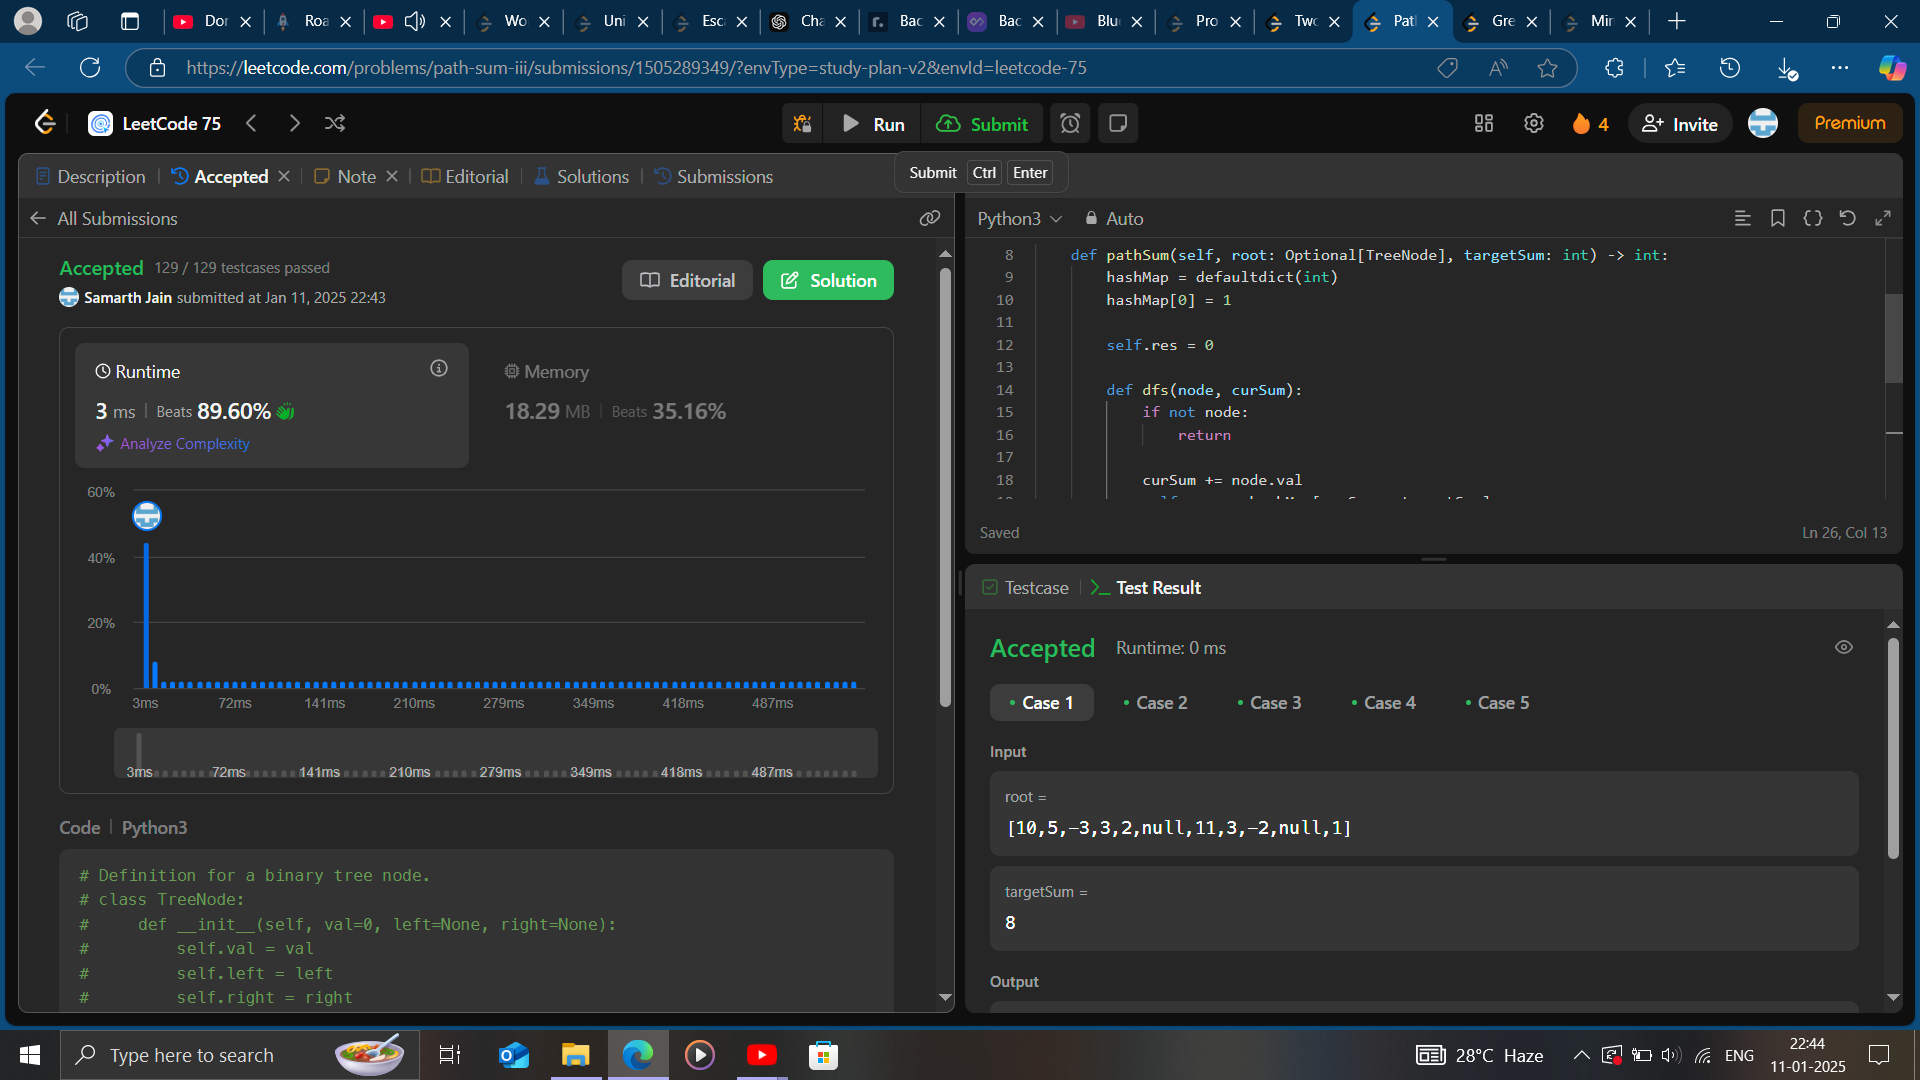 Dor
Roa
Wo
Uni
Esc
Cha
Bac
Bac
Blu
Pro
Two
Pat
Gre
Mir
https://leetcode.com/problems/path-sum-iii/submissions/1505289349/?envType=study-plan-v2&envId=leetcode-75
LeetCode 75
Run
Submit
4
Invite
Premium
Description
Accepted
Note
Editorial
Solutions
Submissions
Submit Ctrl Enter
All Submissions
Accepted 129 / 129 testcases passed
Samarth Jain submitted at Jan 11, 2025 22:43
Editorial
Solution
Runtime
3 ms | Beats 89.60%
Analyze Complexity
Memory
18.29 MB | Beats 35.16%
60%
40%
20%
0%
3ms 72ms 141ms 210ms 279ms 349ms 418ms 487ms
3ms 72ms 141ms 210ms 279ms 349ms 418ms 487ms
Code | Python3
# Definition for a binary tree node.
# class TreeNode:
#     def __init__(self, val=0, left=None, right=None):
#         self.val = val
#         self.left = left
#         self.right = right
Python3
Auto
8 def pathSum(self, root: Optional[TreeNode], targetSum: int) -> int:
9 hashMap = defaultdict(int)
10 hashMap[0] = 1
11
12 self.res = 0
13
14 def dfs(node, curSum):
15 if not node:
16 return
17
18 curSum += node.val
Saved
Ln 26, Col 13
Testcase
Test Result
Accepted Runtime: 0 ms
Case 1
Case 2
Case 3
Case 4
Case 5
Input
root =
[10,5,-3,3,2,null,11,3,-2,null,1]
targetSum =
8
Output
Type here to search
28°C Haze
ENG
22:44
11-01-2025